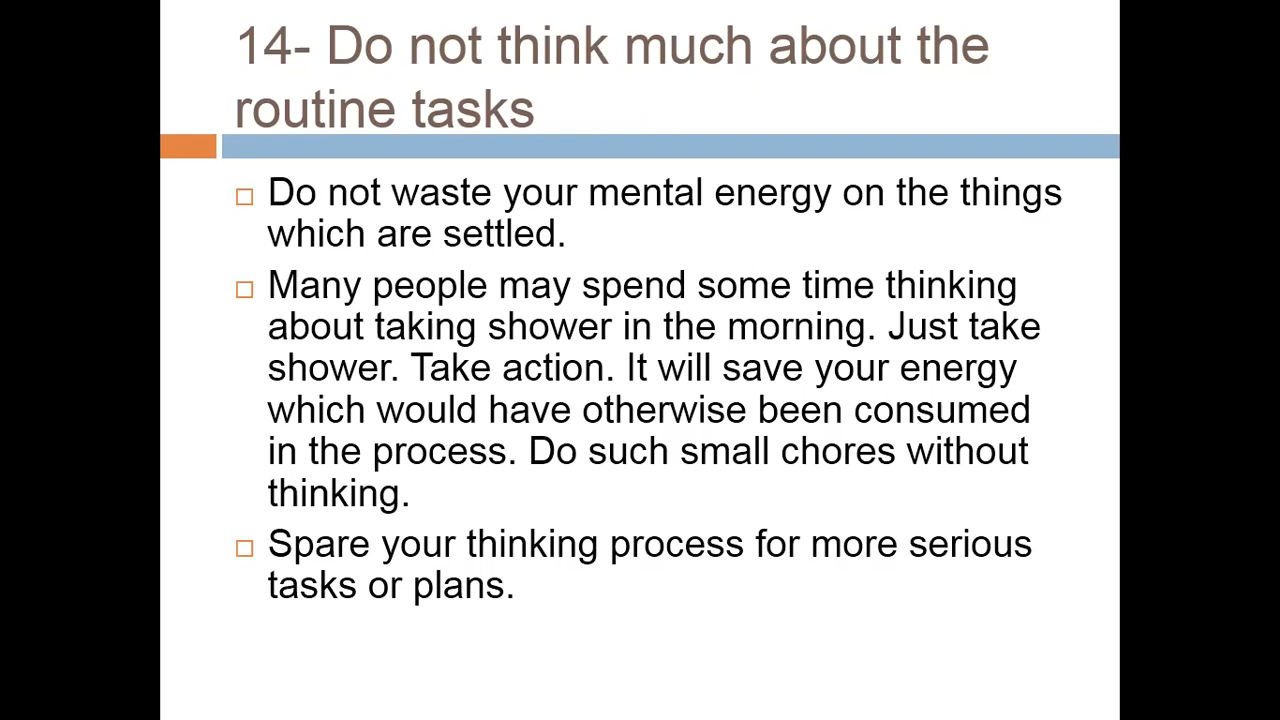 14- Do not think much about the
routine tasks
Do not waste your mental energy on the things
which are settled.
Many people may spend some time thinking
about taking shower in the morning. Just take
shower. Take action. It will save your energy
which would have otherwise been consumed
in the process. Do such small chores without
thinking.
Spare your thinking process for more serious
tasks or plans.